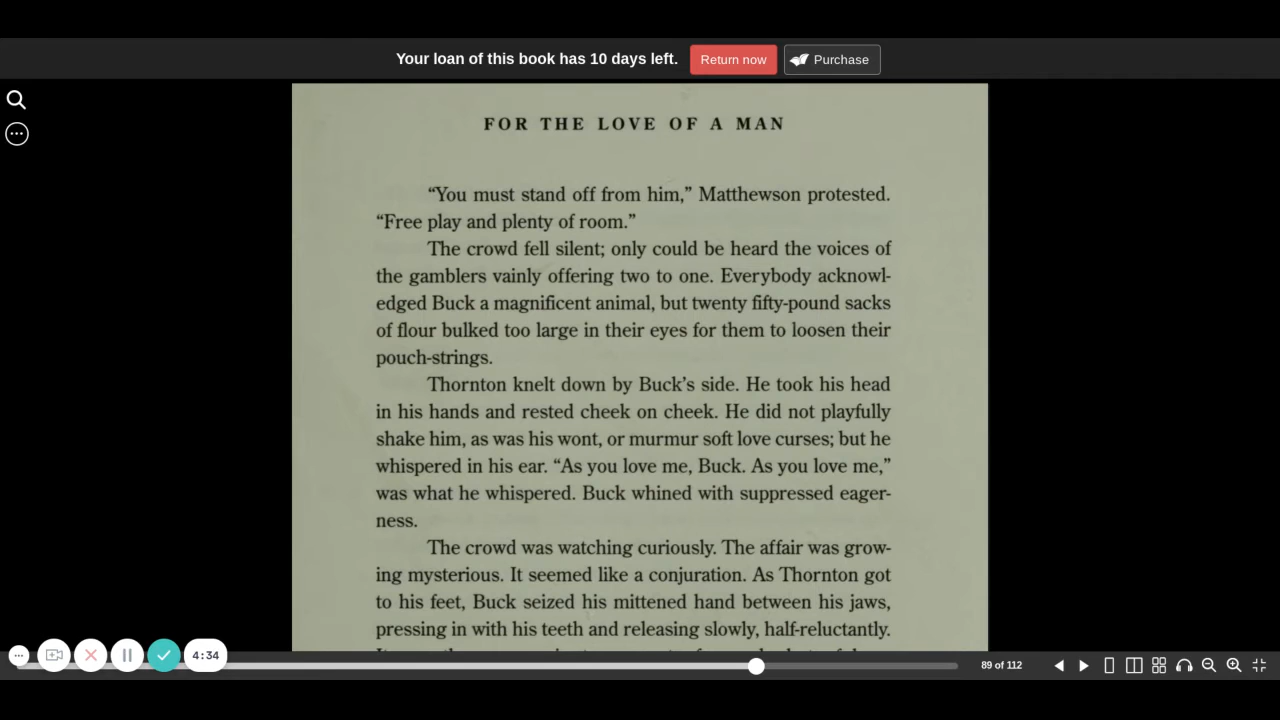 Your loan of this book has 10 days left. Return now Purchase
FOR THE LOVE OF A MAN
“You must stand off from him,” Matthewson protested.
“Free play and plenty of room.”
The crowd fell silent; only could be heard the voices of
the gamblers vainly offering two to one. Everybody acknowl-
edged Buck a magnificent animal, but twenty fifty-pound sacks
of flour bulked too large in their eyes for them to loosen their
pouch-strings.
Thornton knelt down by Buck’s side. He took his head
in his hands and rested cheek on cheek. He did not playfully
shake him, as was his wont, or murmur soft love curses; but he
whispered in his ear. “As you love me, Buck. As you love me,”
was what he whispered. Buck whined with suppressed eager-
ness.
The crowd was watching curiously. The affair was grow-
ing mysterious. It seemed like a conjuration. As Thornton got
to his feet, Buck seized his mittened hand between his jaws,
pressing in with his teeth and releasing slowly, half-reluctantly.
4:34
89 of 112